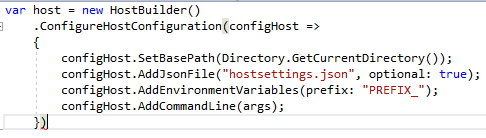 var host = new HostBuilder()
.ConfigureHostConfiguration(configHost =>
{
configHost.SetBasePath(Directory.GetCurrentDirectory());
configHost.AddJsonFile("hostsettings.json", optional: true);
configHost.AddEnvironmentVariables(prefix: "PREFIX_");
configHost.AddCommandLine(args);
})